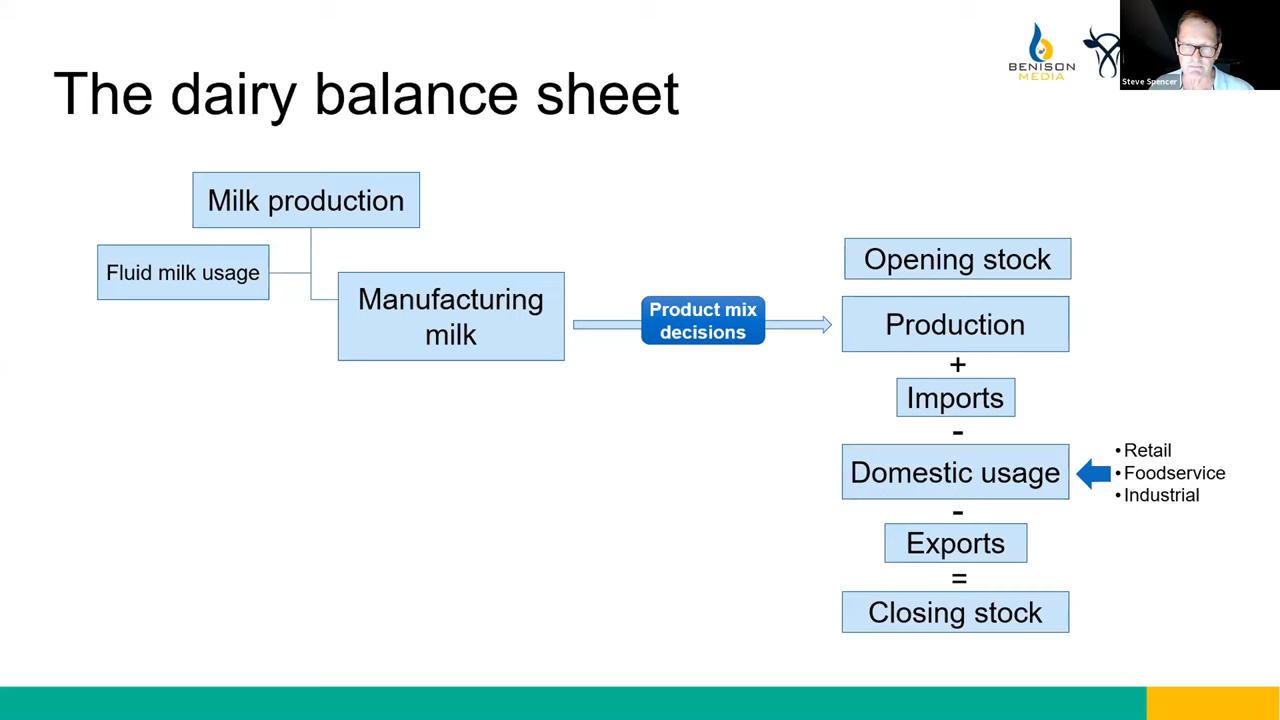 BENISON
MEDIA
Steve Spencer
The dairy balance sheet
Milk production
Fluid milk usage
Manufacturing
milk
Product mix
decisions
Opening stock
Production
+
Imports
-
Domestic usage
• Retail
• Foodservice
• Industrial
-
Exports
=
Closing stock